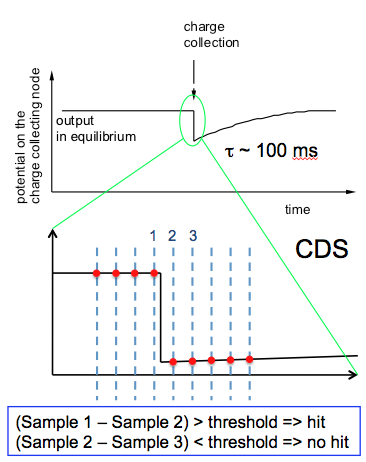 charge
collection
potential on the
charge collecting node
output
in equilibrium
τ ~ 100 ms
time
1 2 3
CDS
(Sample 1 – Sample 2) > threshold => hit
(Sample 2 – Sample 3) < threshold => no hit